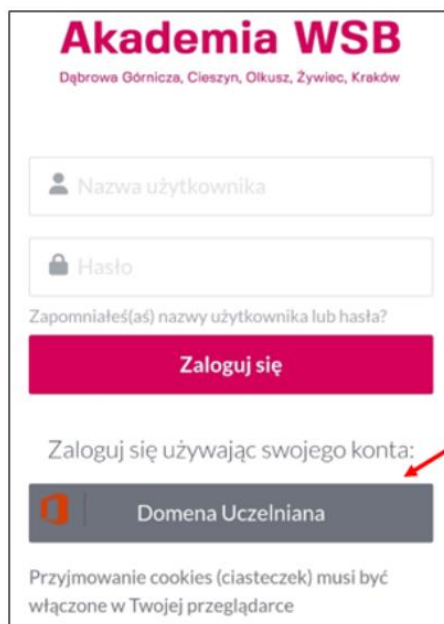 Akademia WSB
Dąbrowa Górnicza, Cieszyn, Olkusz, Żywiec, Kraków
Nazwa użytkownika
Hasło
Zapomniałeś(aś) nazwy użytkownika lub hasła?
Zaloguj się
Zaloguj się używając swojego konta:
Domena Uczelniana
Przyjmowanie cookies (ciasteczek) musi być
włączone w Twojej przeglądarce